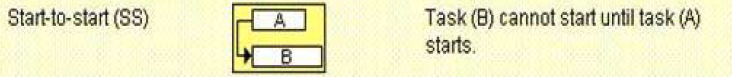 Start-to-start (SS)
A
B
Task (B) cannot start until task (A)
starts.